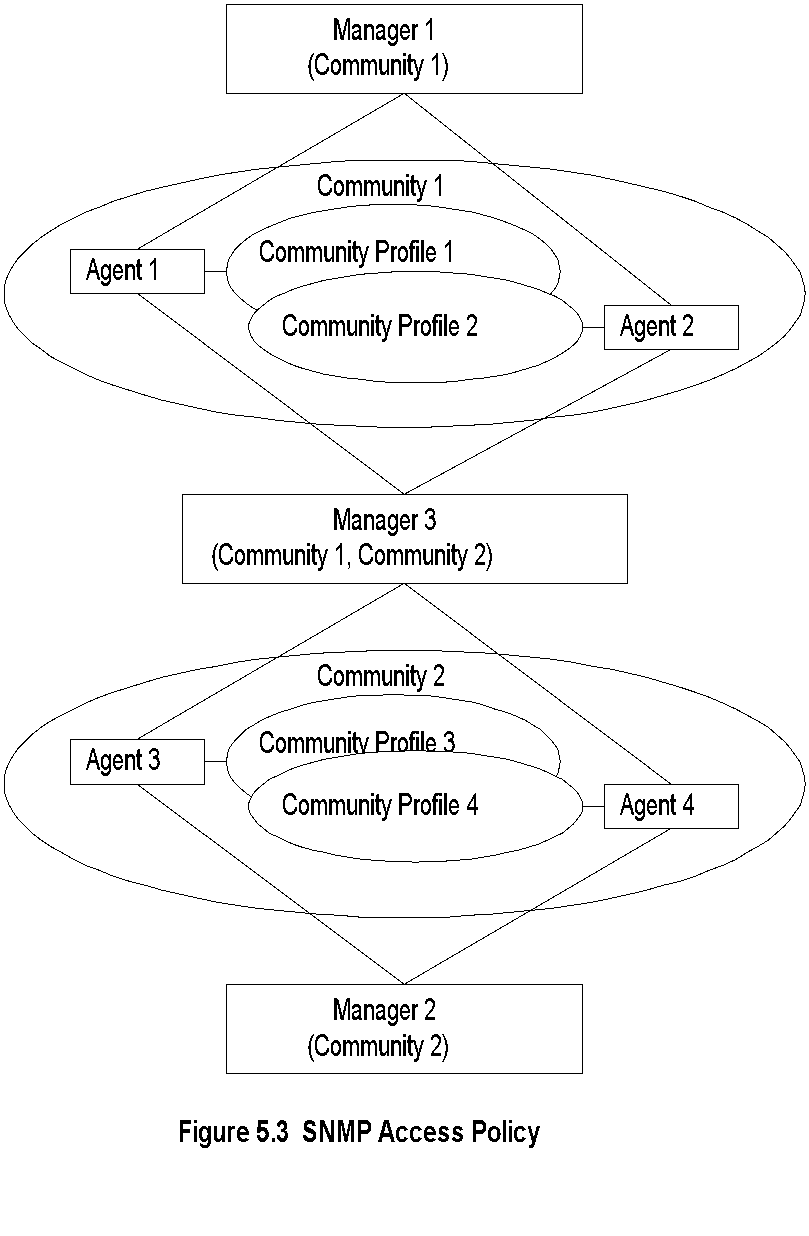 Manager 1
(Community 1)
Community 1
Community Profile 1
Agent 1
Community Profile 2
Agent 2
Manager 3
(Community 1, Community 2)
Community 2
Community Profile 3
Agent 3
Community Profile 4
Agent 4
Manager 2
(Community 2)
Figure 5.3 SNMP Access Policy